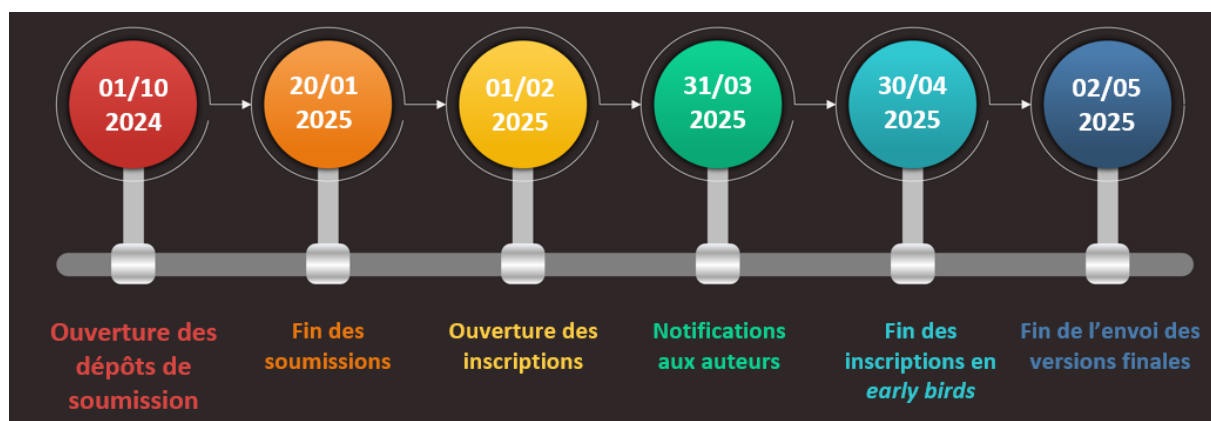 01/10
2024
20/01
2025
01/02
2025
31/03
2025
30/04
2025
02/05
2025
Ouverture des
dépôts de
soumission
Fin des
soumissions
Ouverture des
inscriptions
Notifications
aux auteurs
Fin des
inscriptions en
early birds
Fin de l’envoi des
versions finales